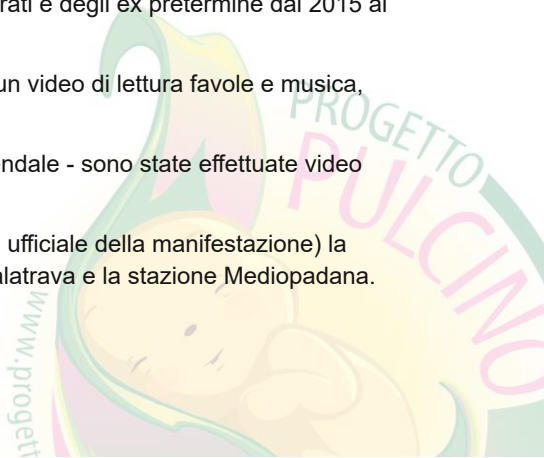 rati e degli ex pretermine dal 2015 al
un video di lettura favole e musica,
ndale - sono state effettuate video
ufficiale della manifestazione) la
alatrava e la stazione Mediopadana.
PROGETTO
PULCINO
www.progett